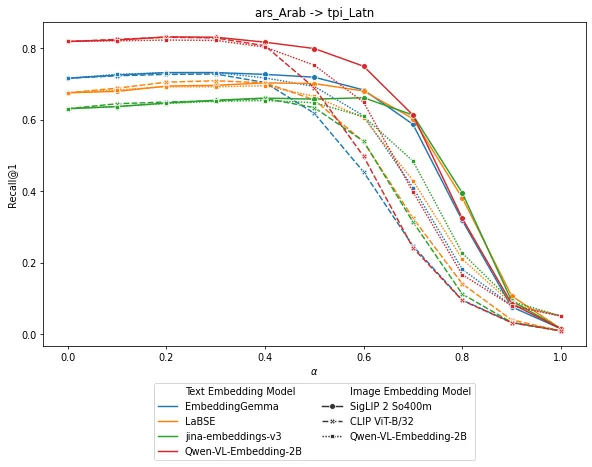 ars_Arab -> tpi_Latn
0.8
0.6
0.4
0.2
0.0
Recall@1
0.0 0.2 0.4 0.6 0.8 1.0
α
Text Embedding Model
EmbeddingGemma
LaBSE
jina-embeddings-v3
Qwen-VL-Embedding-2B
Image Embedding Model
SigLIP 2 So400m
CLIP ViT-B/32
Qwen-VL-Embedding-2B